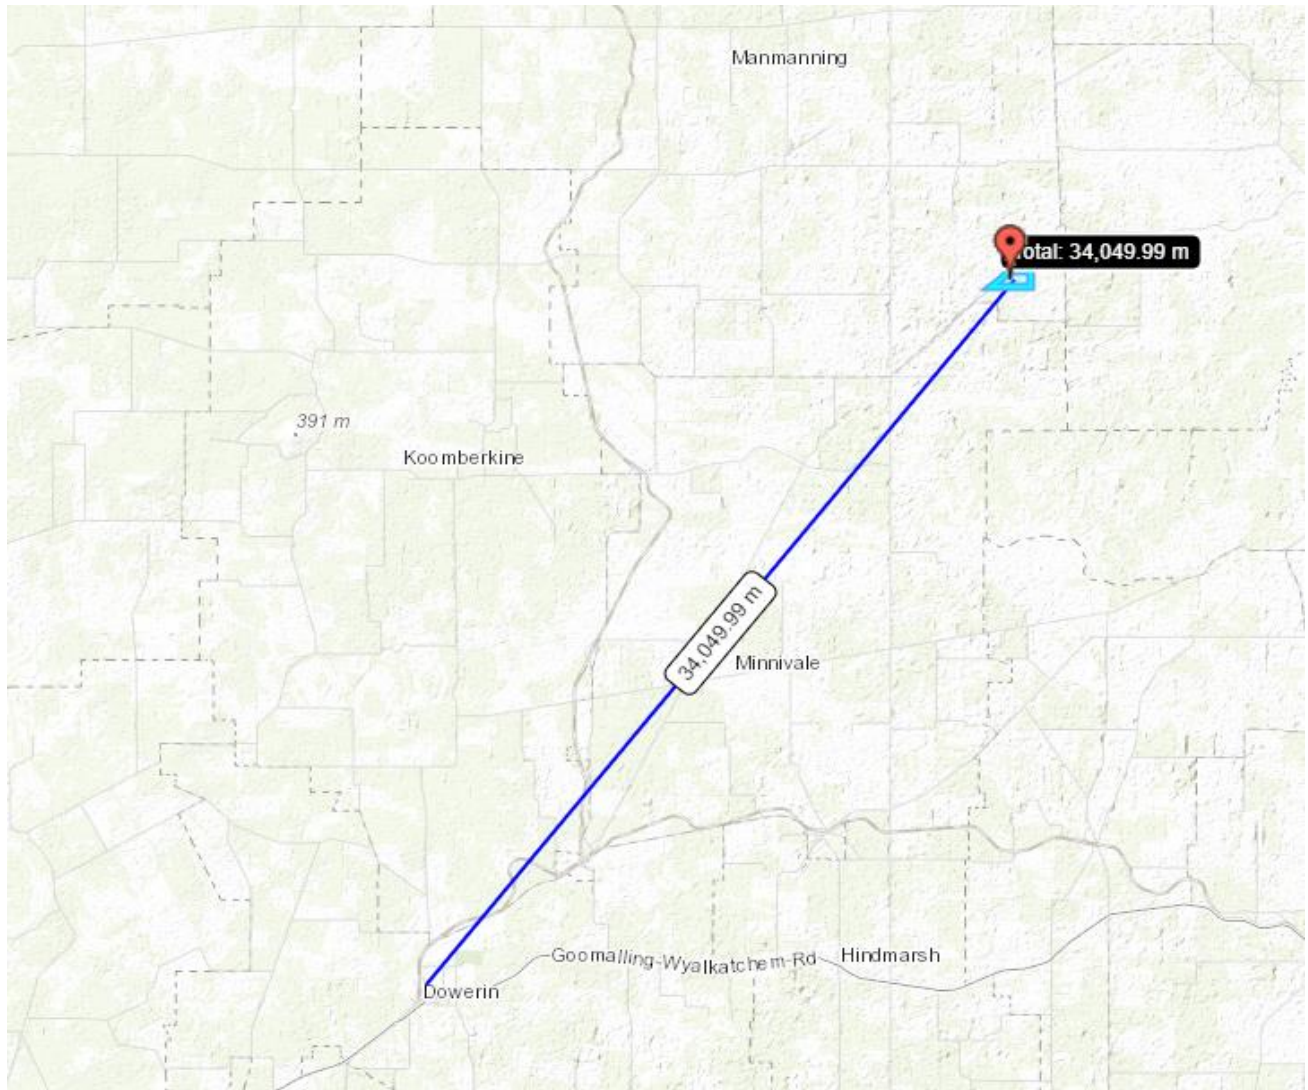 Manmanning
Total: 34,049.99 m
391 m
Koomberkine
34,049.99 m
Minnivale
Goomalling-Wyalkatchem-Rd
Hindmarsh
Dowerin